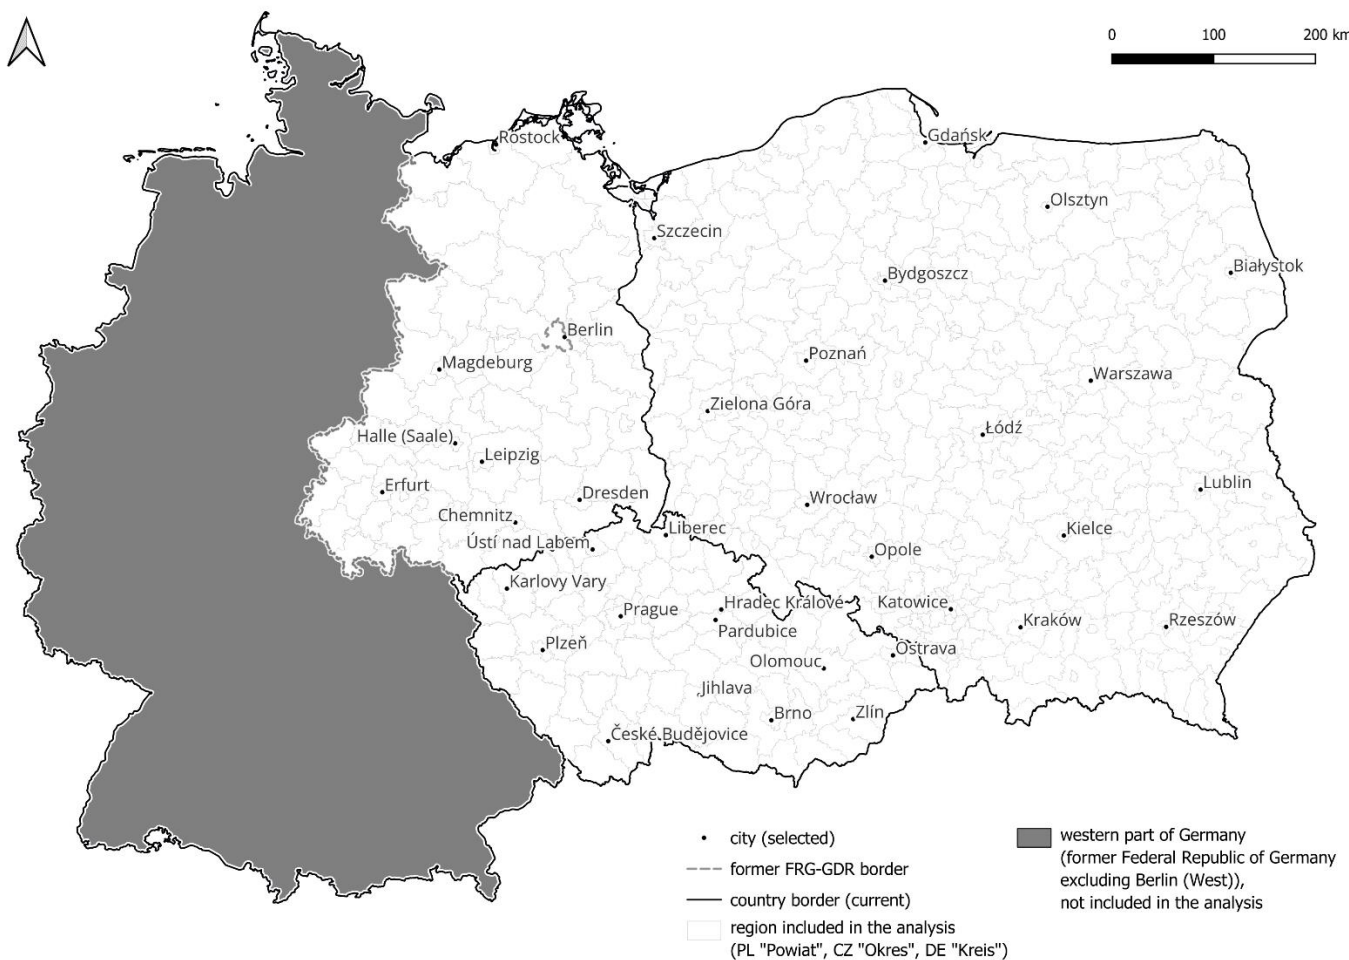 0 100 200 km
Rostock
Gdańsk
Olsztyn
Szczecin
Białystok
Bydgoszcz
Berlin
Poznań
Magdeburg
Warszawa
Zielona Góra
Łódź
Halle (Saale)
Leipzig
Lublin
Erfurt
Dresden
Wrocław
Chemnitz
Liberec
Kielce
Ústí nad Labem
Opole
Karlovy Vary
Prague
Hradec Králové
Katowice
Kraków
Rzeszów
Pardubice
Plzeň
Ostrava
Olomouc
Jihlava
Brno
Zlín
České Budějovice
city (selected)
former FRG-GDR border
country border (current)
region included in the analysis
(PL "Powiat", CZ "Okres", DE "Kreis")
western part of Germany
(former Federal Republic of Germany
excluding Berlin (West)),
not included in the analysis